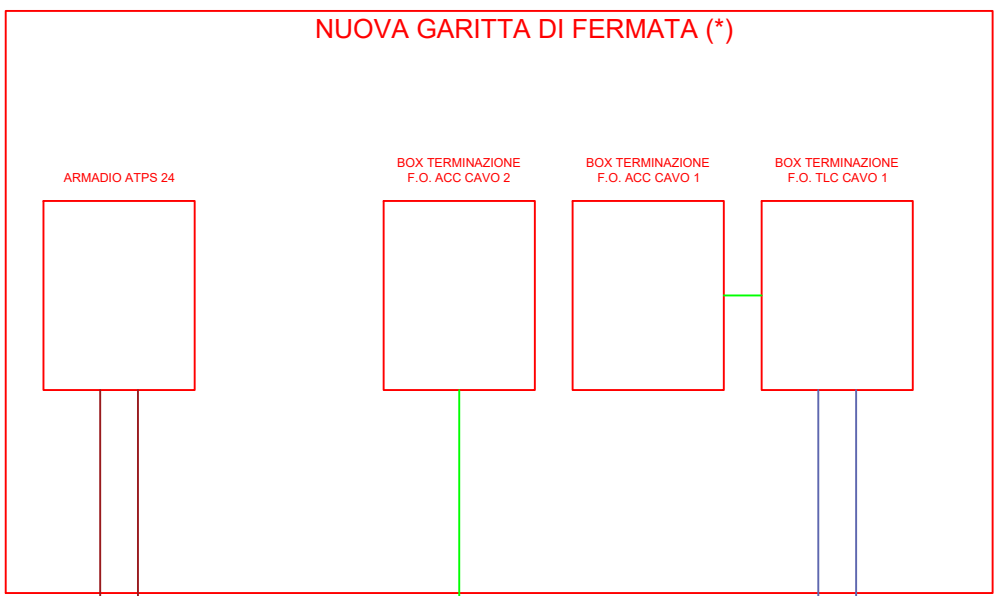 NUOVA GARITTA DI FERMATA (*)
ARMADIO ATPS 24
BOX TERMINAZIONE
F.O. ACC CAVO 2
BOX TERMINAZIONE
F.O. ACC CAVO 1
BOX TERMINAZIONE
F.O. TLC CAVO 1